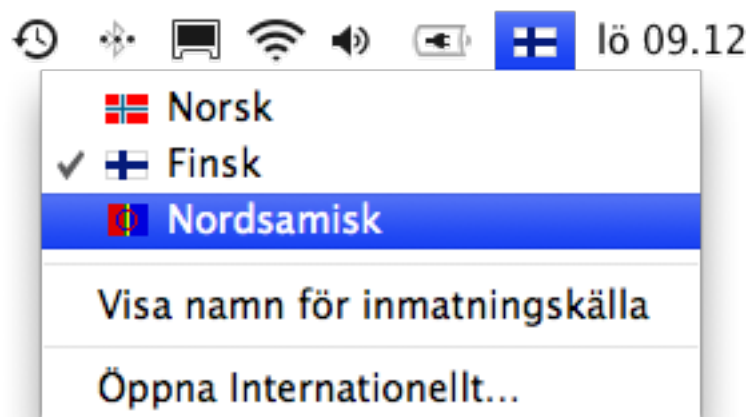 lö 09.12
Norsk
Finsk
Nordsamisk
Visa namn för inmatningskälla
Öppna Internationellt...